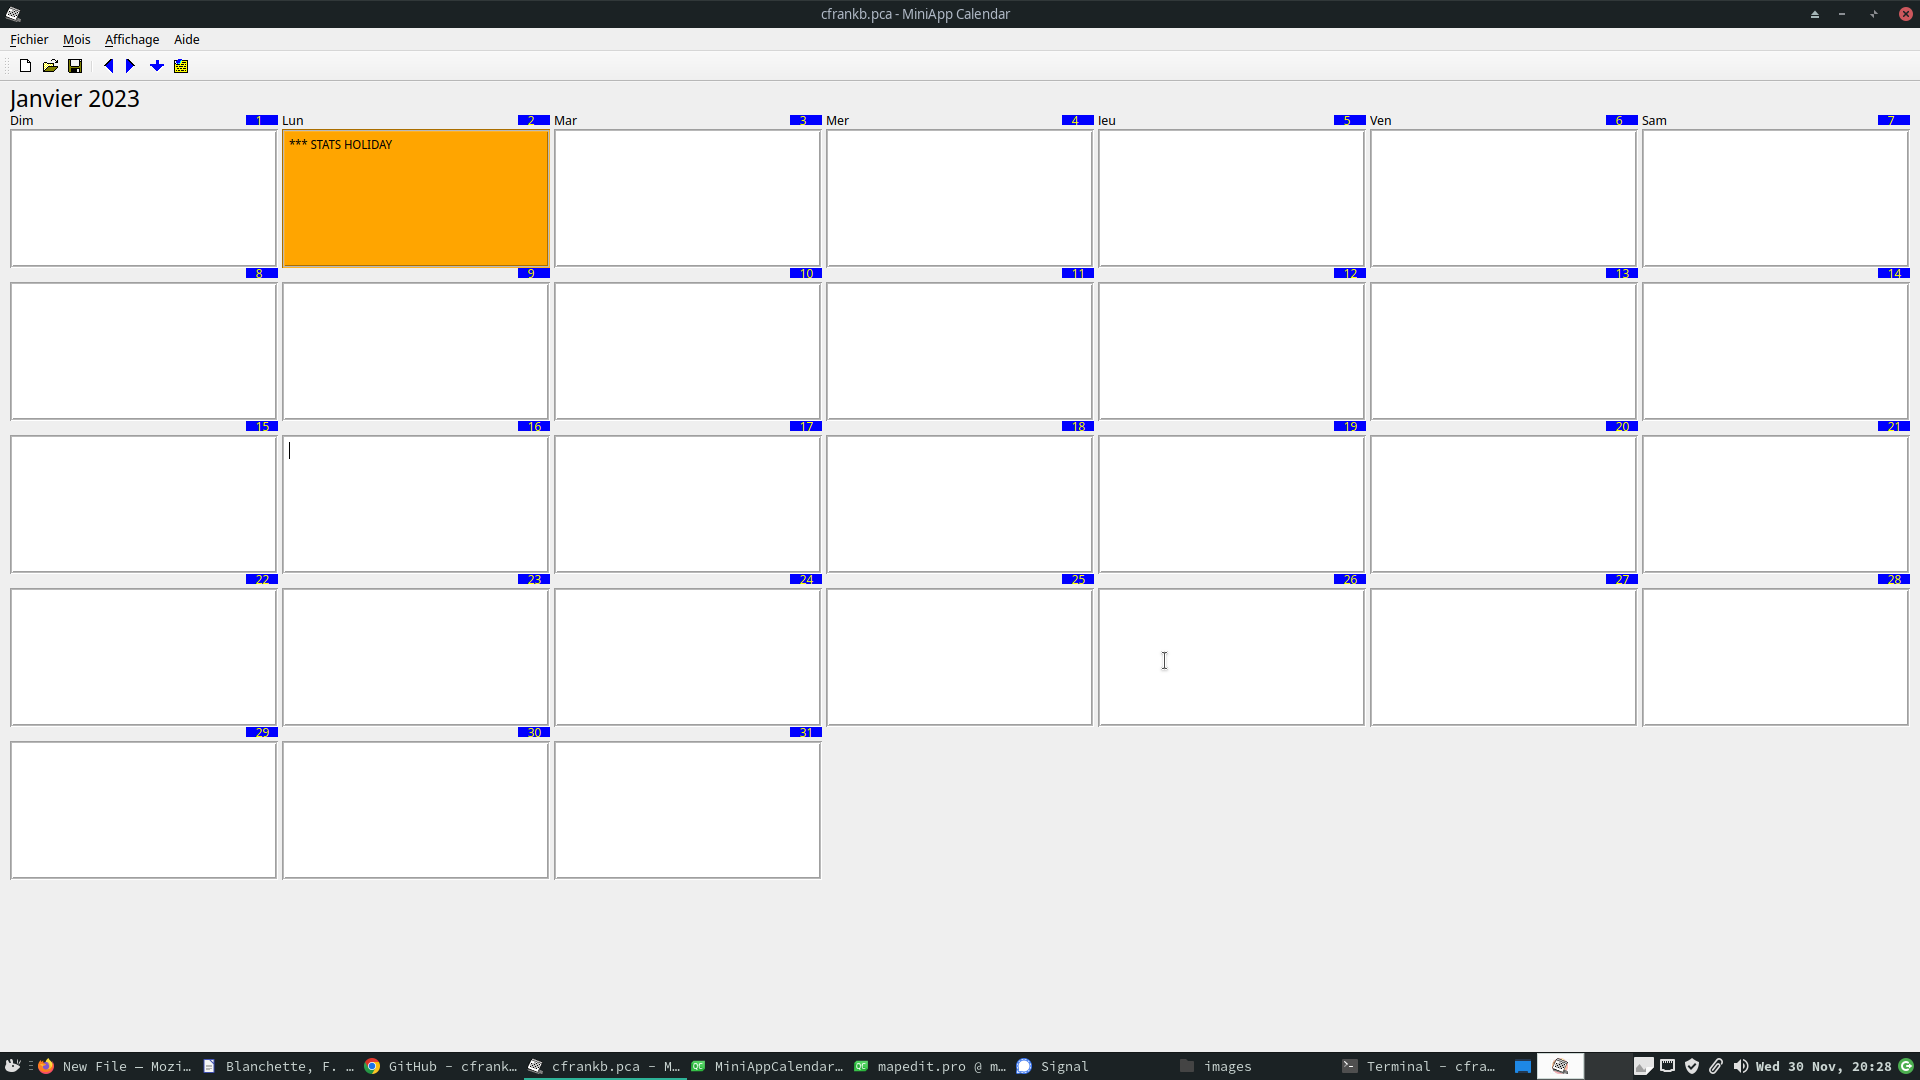 cfrankb.pca - MiniApp Calendar
Fichier Mois Affichage Aide
Janvier 2023
Dim 1 Lun 2 Mar 3 Mer 4 Ieu 5 Ven 6 Sam 7
*** STATS HOLIDAY
8 9 10 11 12 13 14
15 16 17 18 19 20 21
22 23 24 25 26 27 28
29 30 31
New File — Mozi... Blanchette, F. ... GitHub - cfrank... cfrankb.pca - M... MiniAppCalendar... mapedit.pro @ m... Signal images Terminal - cfra... Wed 30 Nov, 20:28